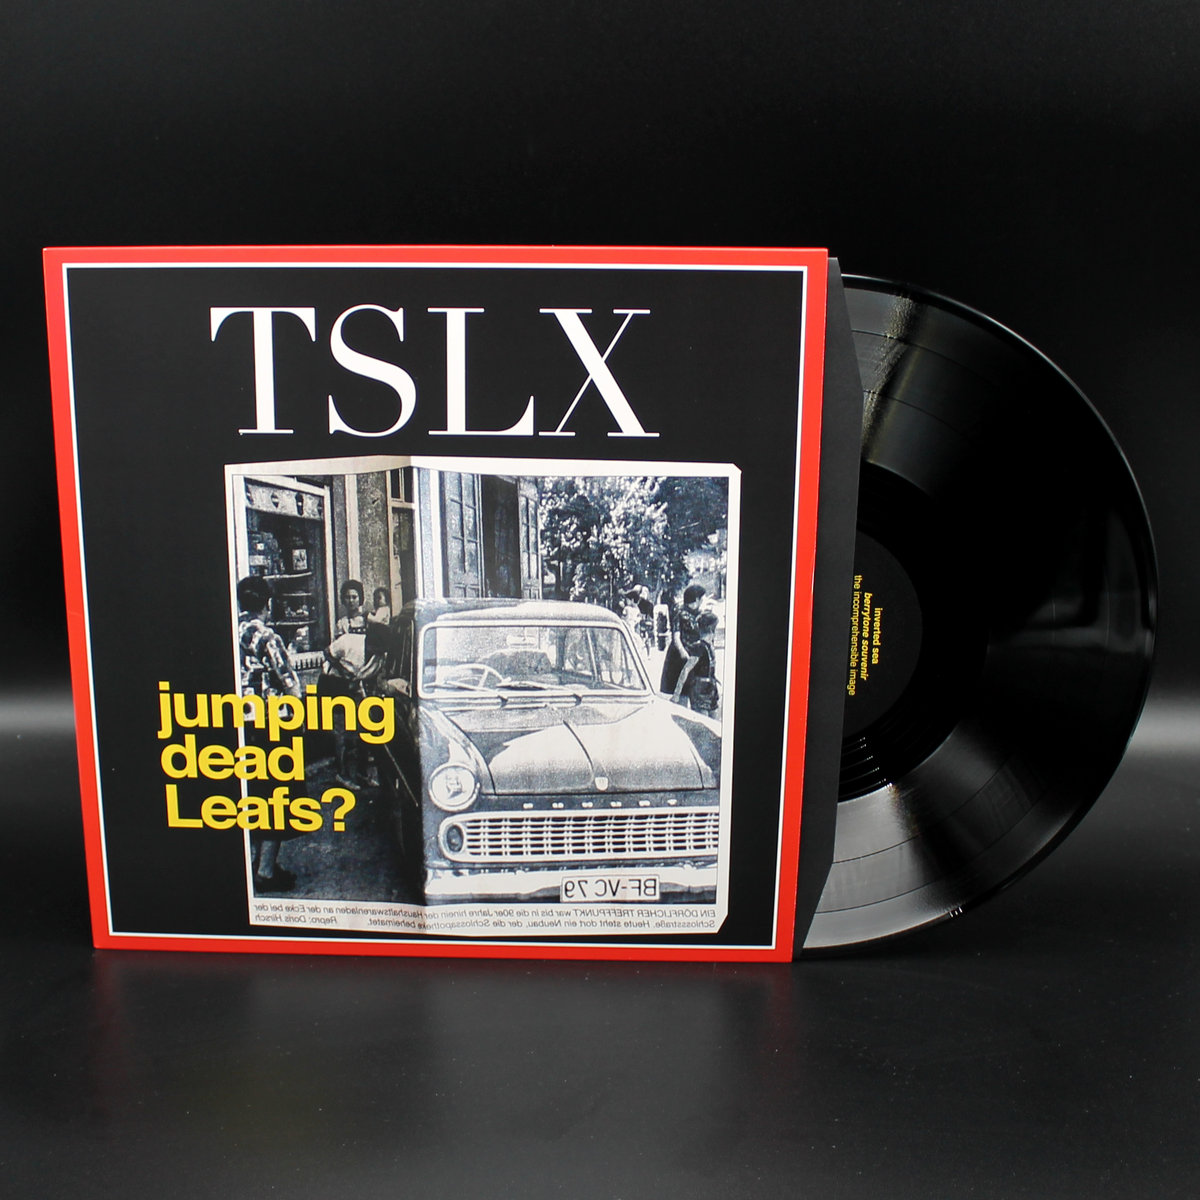 TSLX
jumping
dead
Leafs?
BF-VC 79
EIN DÖRFLICHER TREFFPUNKT war bis in die 90er Jahre hinein der Haushaltswarenladen an der Ecke bei der
Schlossstraße. Heute steht dort ein Neubau, der die Schlossapotheke beheimatet. Repro: Doris Hirsch
inverted sea
berrytone souvenir
the incomprehensible image